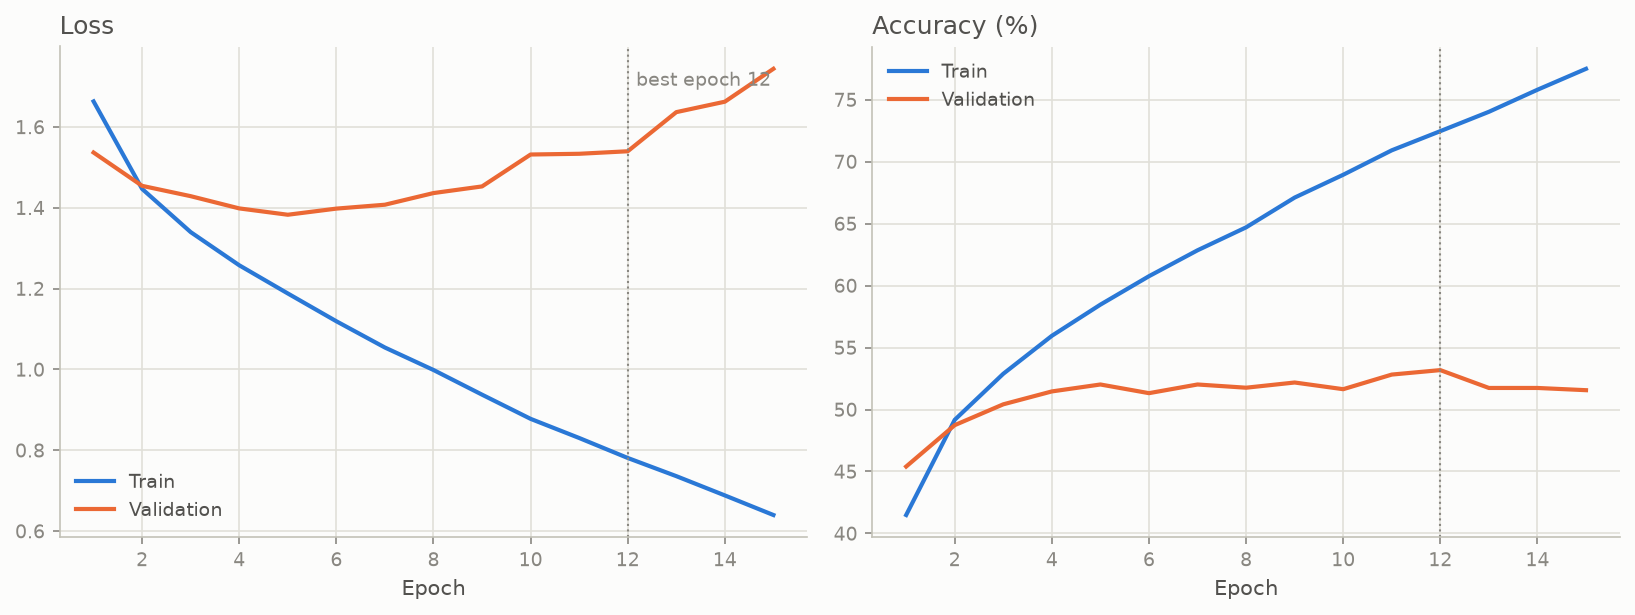 Loss
best epoch 12
1.6
1.4
1.2
1.0
0.8
0.6
Train
Validation
2 4 6 8 10 12 14
Epoch
Accuracy (%)
Train
Validation
75
70
65
60
55
50
45
40
2 4 6 8 10 12 14
Epoch